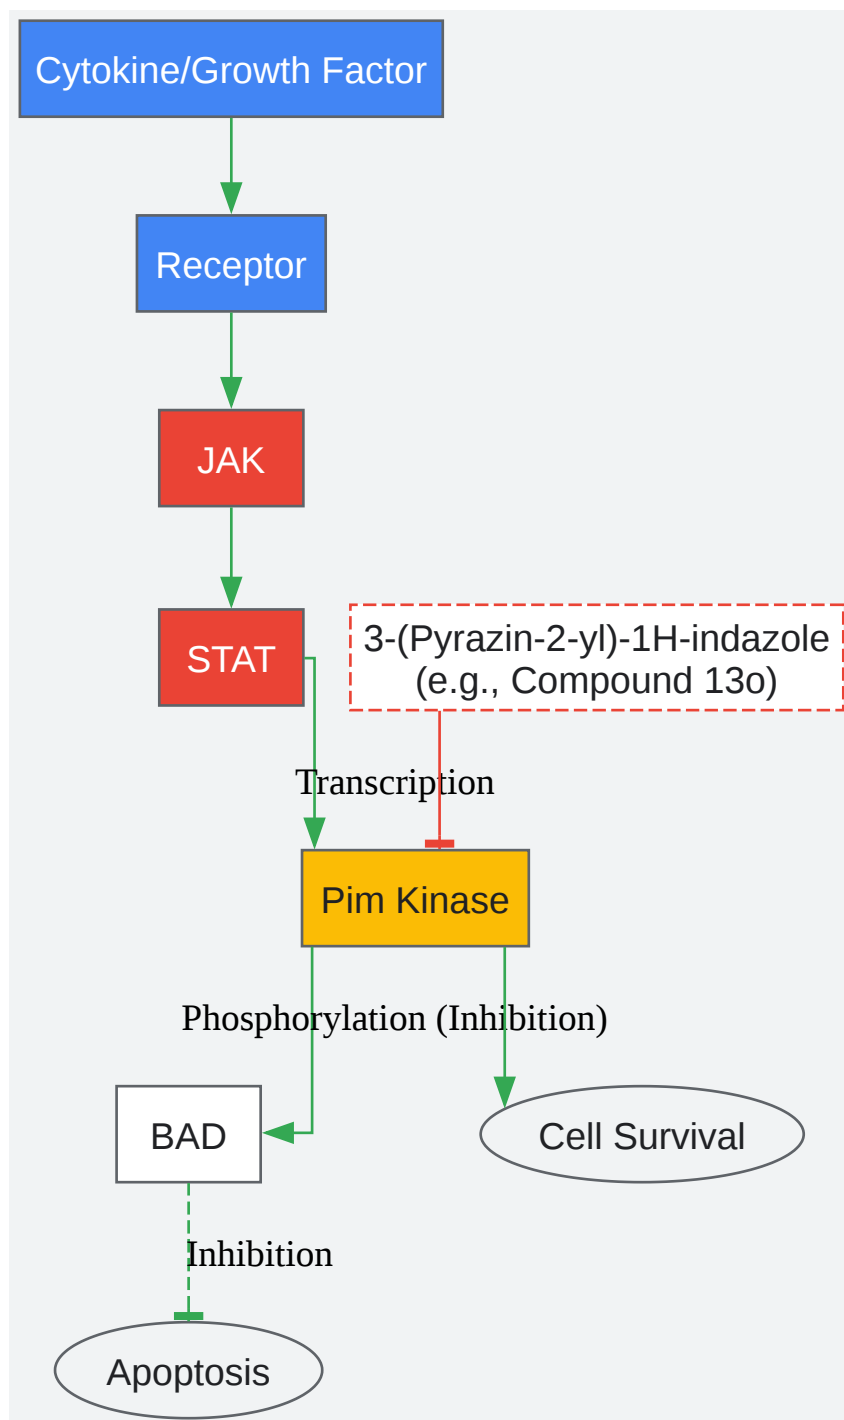 Cytokine/Growth Factor
Receptor
JAK
STAT
3-(Pyrazin-2-yl)-1H-indazole
(e.g., Compound 13o)
Transcription
Pim Kinase
Phosphorylation (Inhibition)
BAD
Cell Survival
Inhibition
Apoptosis